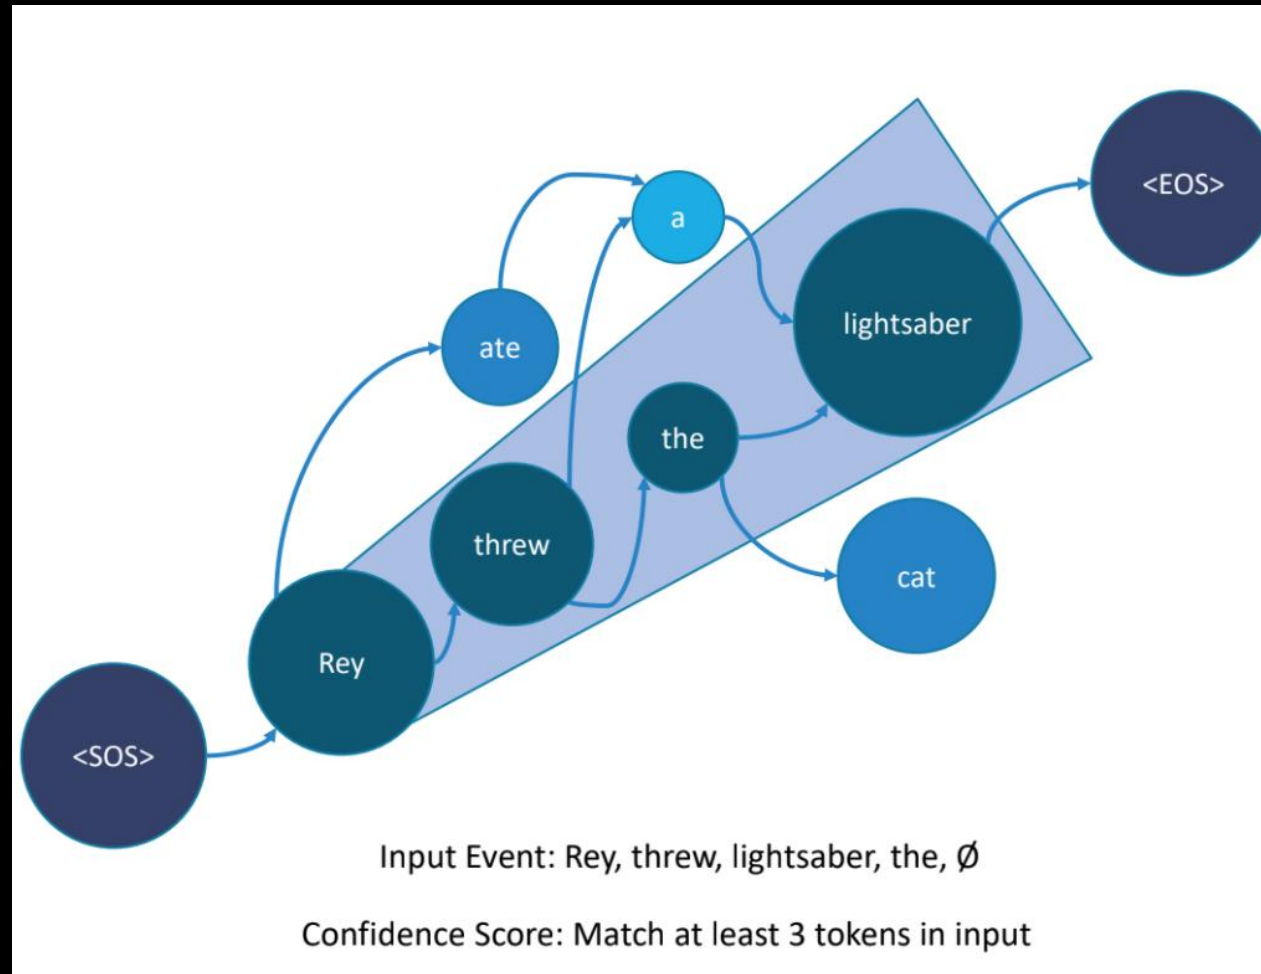 <EOS>
a
lightsaber
ate
the
threw
cat
Rey
<SOS>
Input Event: Rey, threw, lightsaber, the, Ø
Confidence Score: Match at least 3 tokens in input